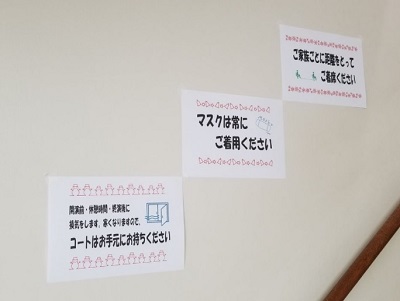 ご家族ごとに距離をとって
ご着席ください
マスクは常に
ご着用ください
開演前・休憩時間・終演後に
換気をします。寒くなりますので、
コートはお手元にお持ちください